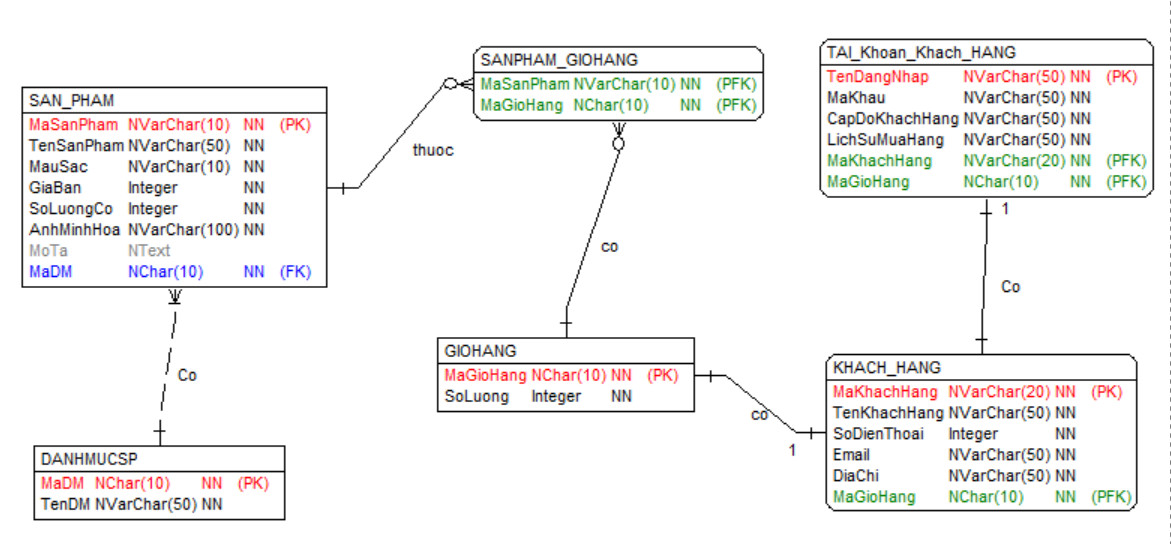 SAN_PHAM
MaSanPham NVarChar(10) NN (PK)
TenSanPham NVarChar(50) NN
MauSac NVarChar(10) NN
GiaBan Integer NN
SoLuongCo Integer NN
AnhMinhHoa NVarChar(100) NN
MoTa NText
MaDM NChar(10) NN (FK)
Co
DANHMUCSP
MaDM NChar(10) NN (PK)
TenDM NVarChar(50) NN
thuoc
SANPHAM_GIOHANG
MaSanPham NVarChar(10) NN (PFK)
MaGioHang NChar(10) NN (PFK)
co
GIOHANG
MaGioHang NChar(10) NN (PK)
SoLuong Integer NN
co
1
TAI_Khoan_Khach_HANG
TenDangNhap NVarChar(50) NN (PK)
MaKhau NVarChar(50) NN
CapDoKhachHang NVarChar(50) NN
LichSuMuaHang NVarChar(50) NN
MaKhachHang NVarChar(20) NN (PFK)
MaGioHang NChar(10) NN (PFK)
1
Co
KHACH_HANG
MaKhachHang NVarChar(20) NN (PK)
TenKhachHang NVarChar(50) NN
SoDienThoai Integer NN
Email NVarChar(50) NN
DiaChi NVarChar(50) NN
MaGioHang NChar(10) NN (PFK)